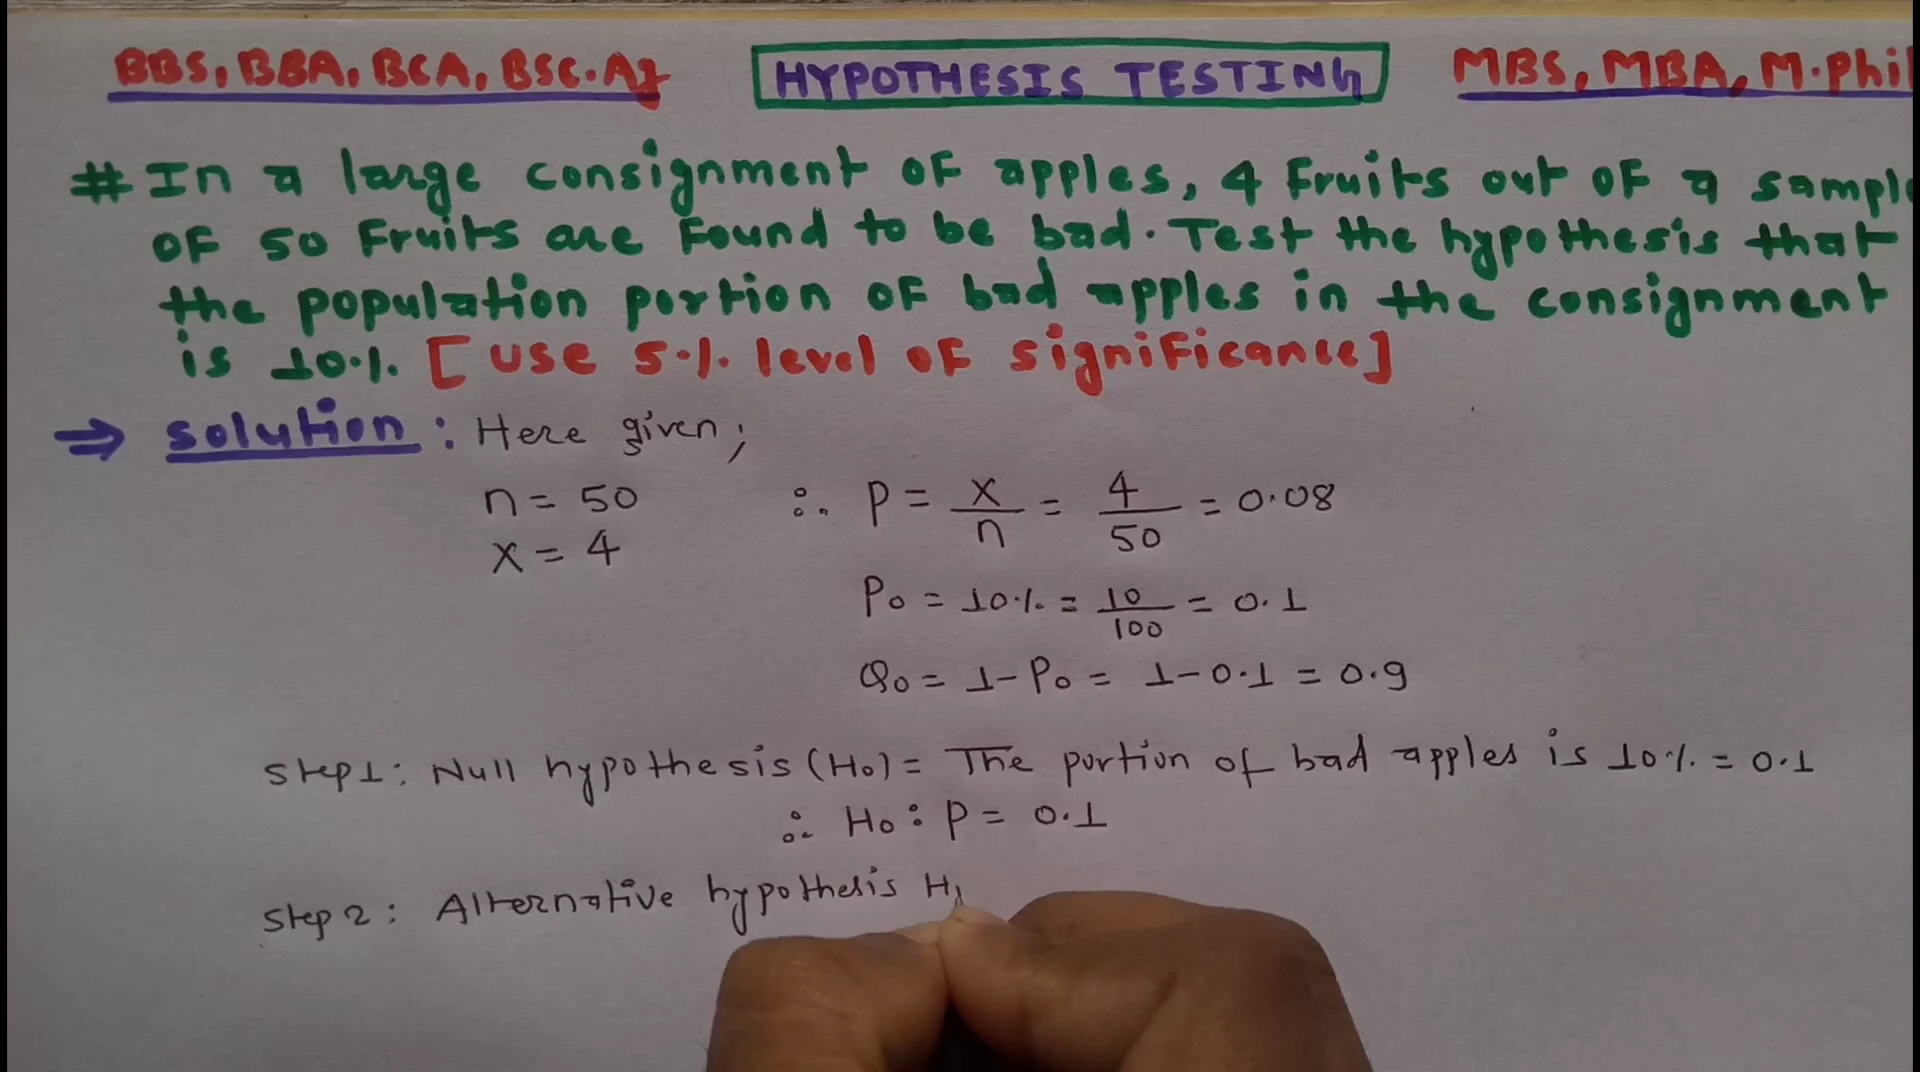 BBS, BBA, BCA, BSC.Ag
HYPOTHESIS TESTING
MBS, MBA, M.Phil
# In a large consignment of apples, 4 fruits out of a sample
of 50 fruits are found to be bad. Test the hypothesis that
the population portion of bad apples in the consignment
is 10%. [use 5% level of significance]
⇒ solution: Here given;
n = 50
x = 4
∴ p = x/n = 4/50 = 0.08
P₀ = 10% = 10/100 = 0.1
Q₀ = 1 - P₀ = 1 - 0.1 = 0.9
step 1: Null hypothesis (H₀) = The portion of bad apples is 10% = 0.1
∴ H₀: P = 0.1
step 2: Alternative hypothesis H₁